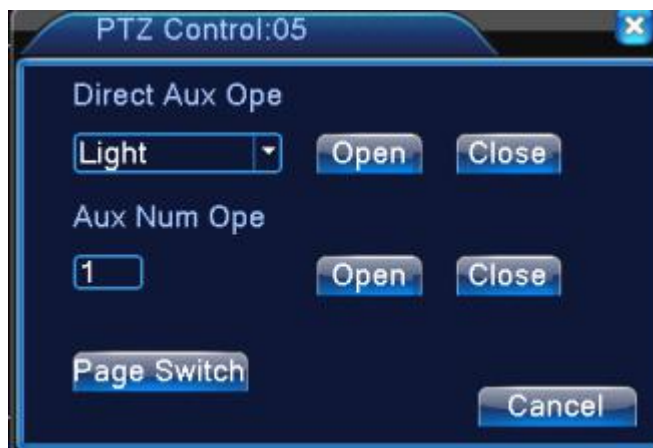 PTZ Control:05
Direct Aux Ope
Light Open Close
Aux Num Ope
1 Open Close
Page Switch
Cancel